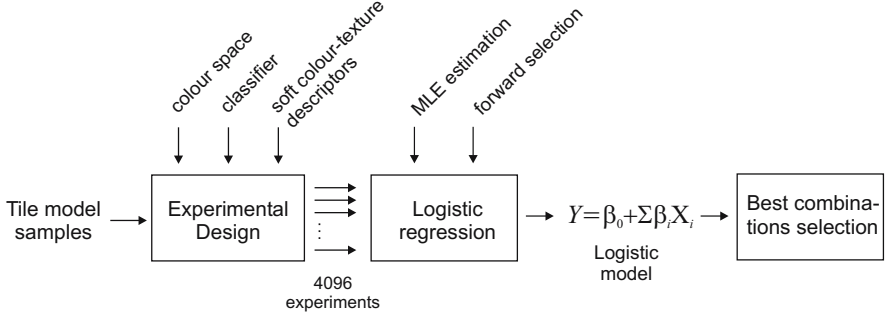 colour space
classifier
soft colour-texture
descriptors
MLE estimation
forward selection
Tile model
samples
Experimental
Design
4096
experiments
Logistic
regression
Y=β₀+ΣβᵢXᵢ
Logistic
model
Best combina-
tions selection